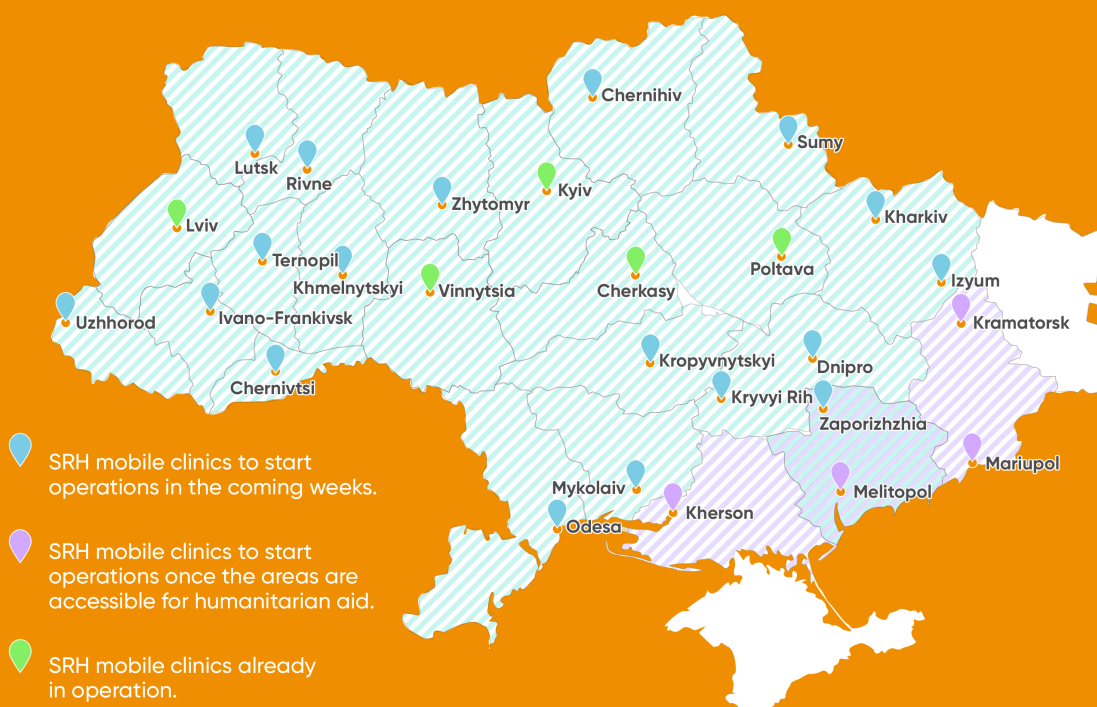 Chernihiv
Sumy
Lutsk
Rivne
Kyiv
Zhytomyr
Kharkiv
Lviv
Ternopil
Poltava
Izyum
Khmelnytskyi
Vinnytsia
Cherkasy
Uzhhorod
Ivano-Frankivsk
Kramatorsk
Kropyvnytskyi
Dnipro
Chernivtsi
Kryvyi Rih
Zaporizhzhia
Mariupol
Mykolaiv
Melitopol
Kherson
Odesa
SRH mobile clinics to start
operations in the coming weeks.
SRH mobile clinics to start
operations once the areas are
accessible for humanitarian aid.
SRH mobile clinics already
in operation.